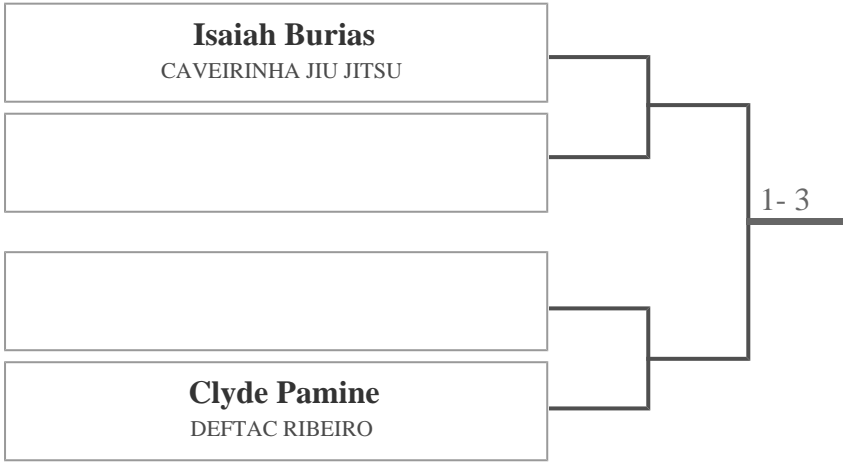 Isaiah Burias
CAVEIRINHA JIU JITSU
1- 3
Clyde Pamine
DEFTAC RIBEIRO